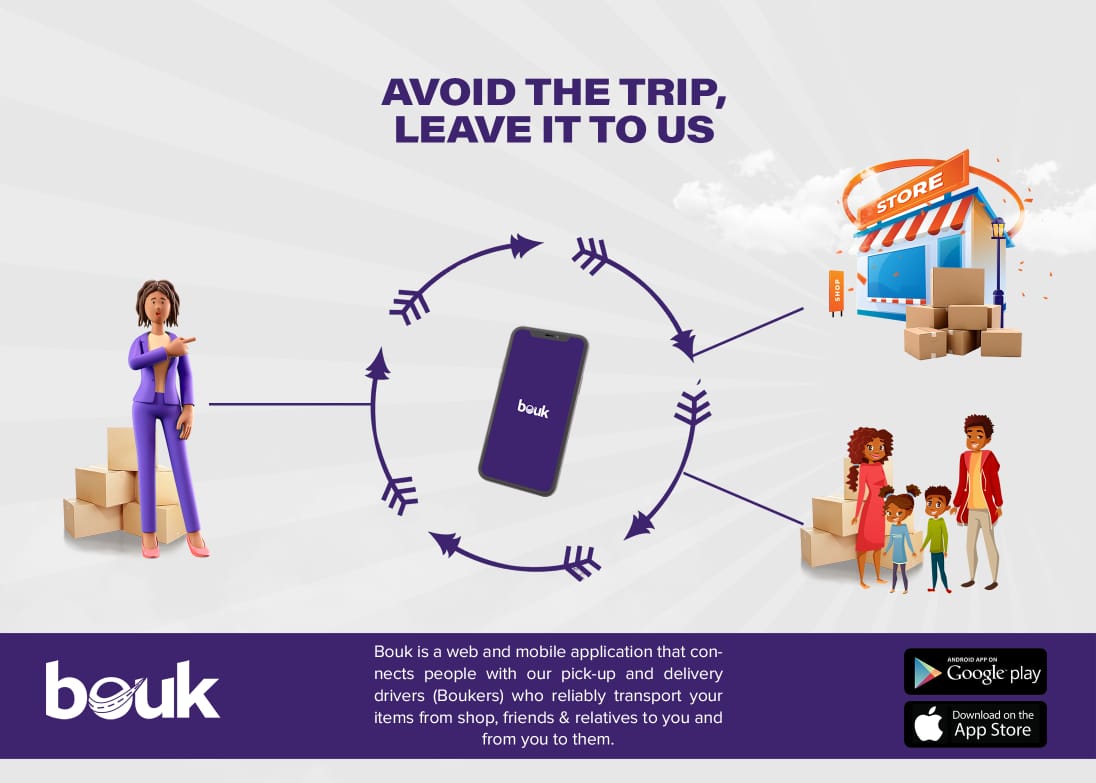 AVOID THE TRIP,
LEAVE IT TO US
STORE
SHOP
bouk
bouk
Bouk is a web and mobile application that con-
nects people with our pick-up and delivery
drivers (Boukers) who reliably transport your
items from shop, friends & relatives to you and
from you to them.
ANDROID APP ON
Google play
Download on the
App Store